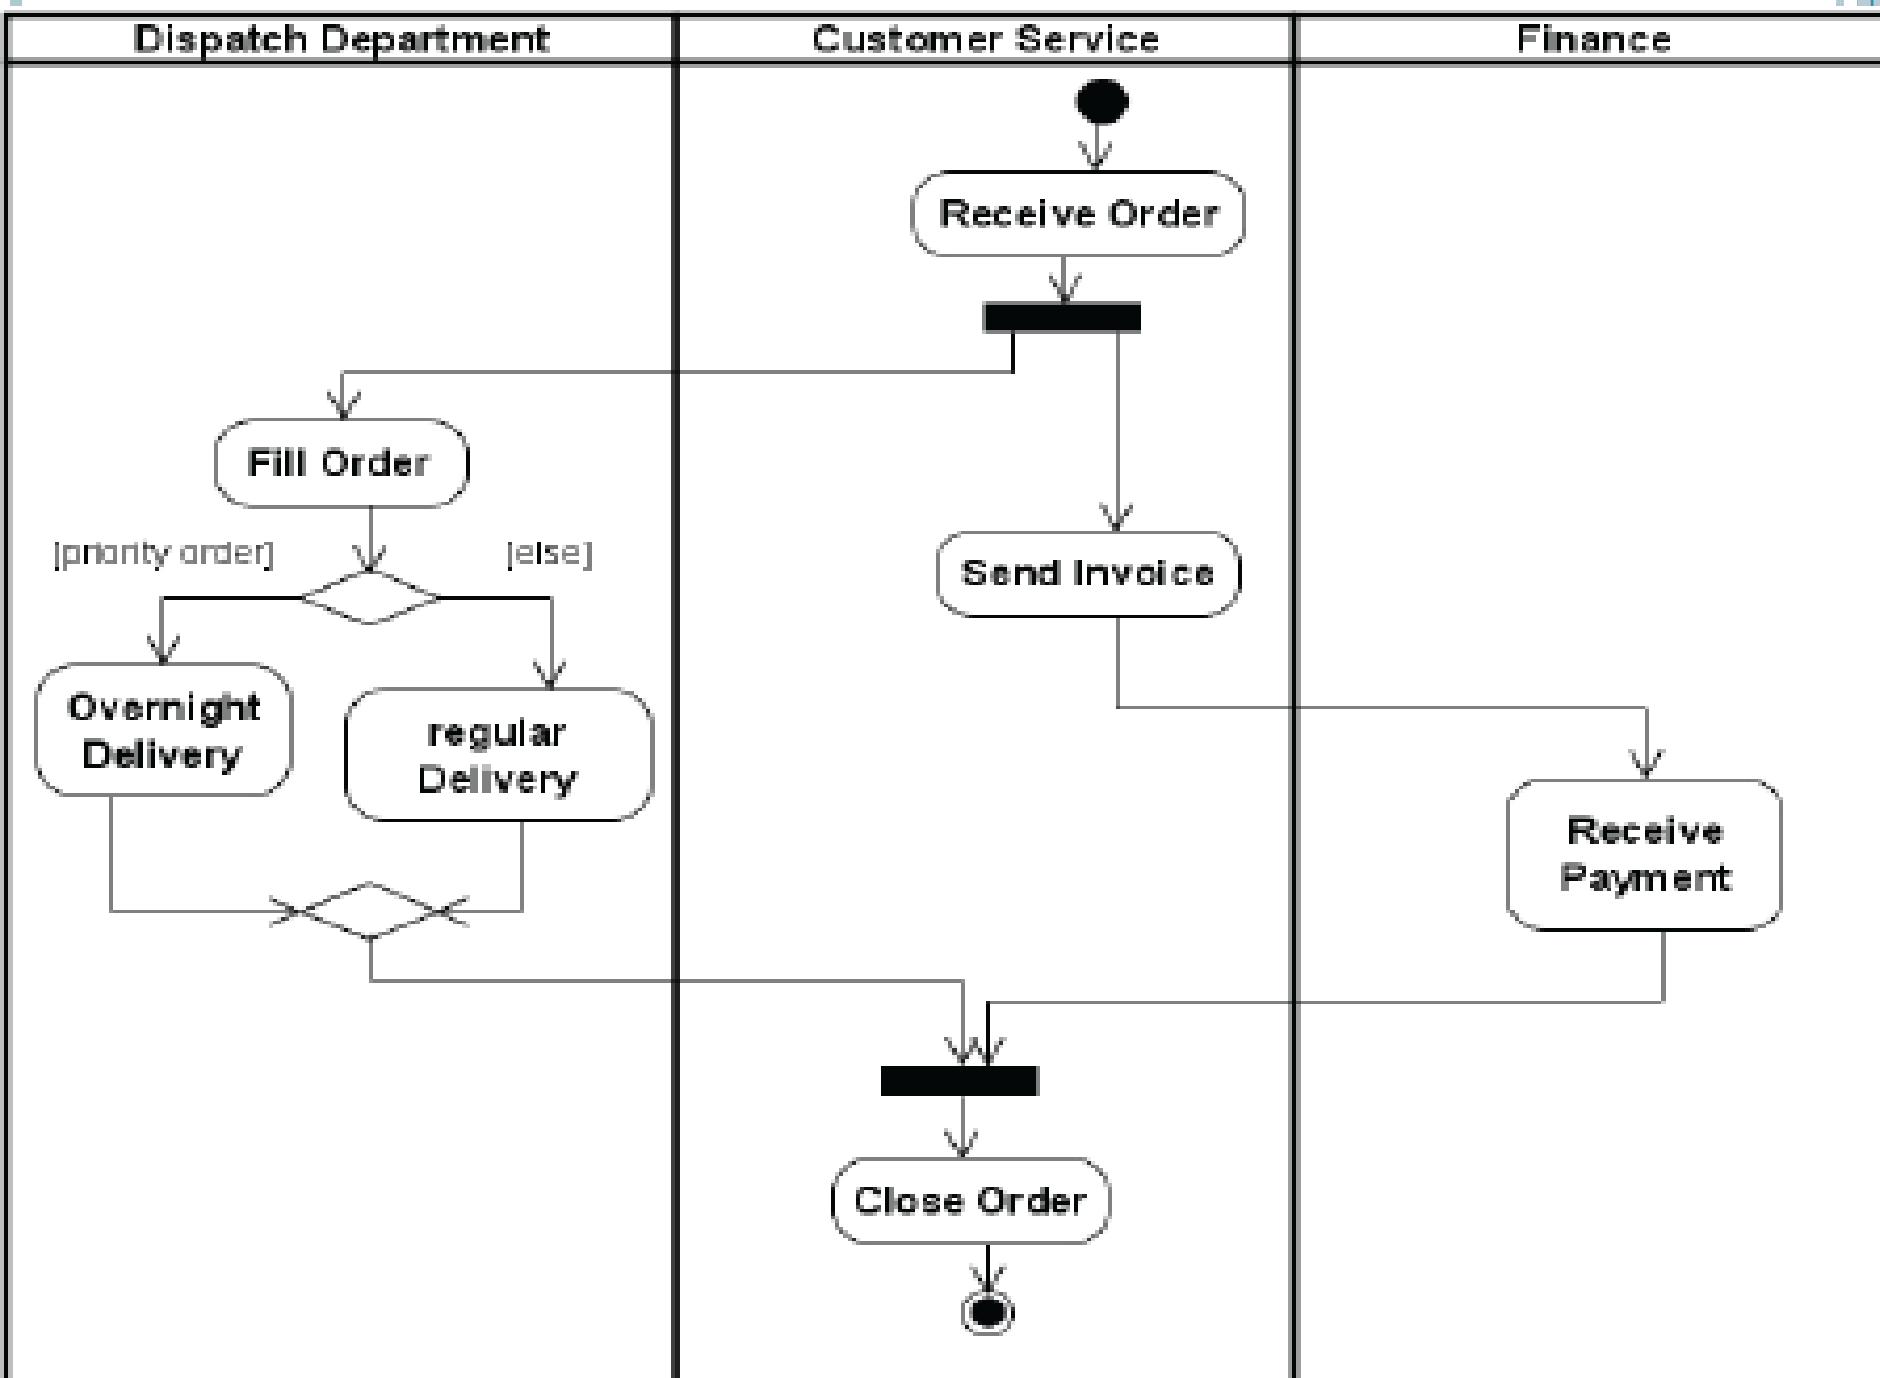 Dispatch Department
Customer Service
Finance
Receive Order
Fill Order
[priority order]
[else]
Send Invoice
Overnight
Delivery
regular
Delivery
Receive
Payment
Close Order